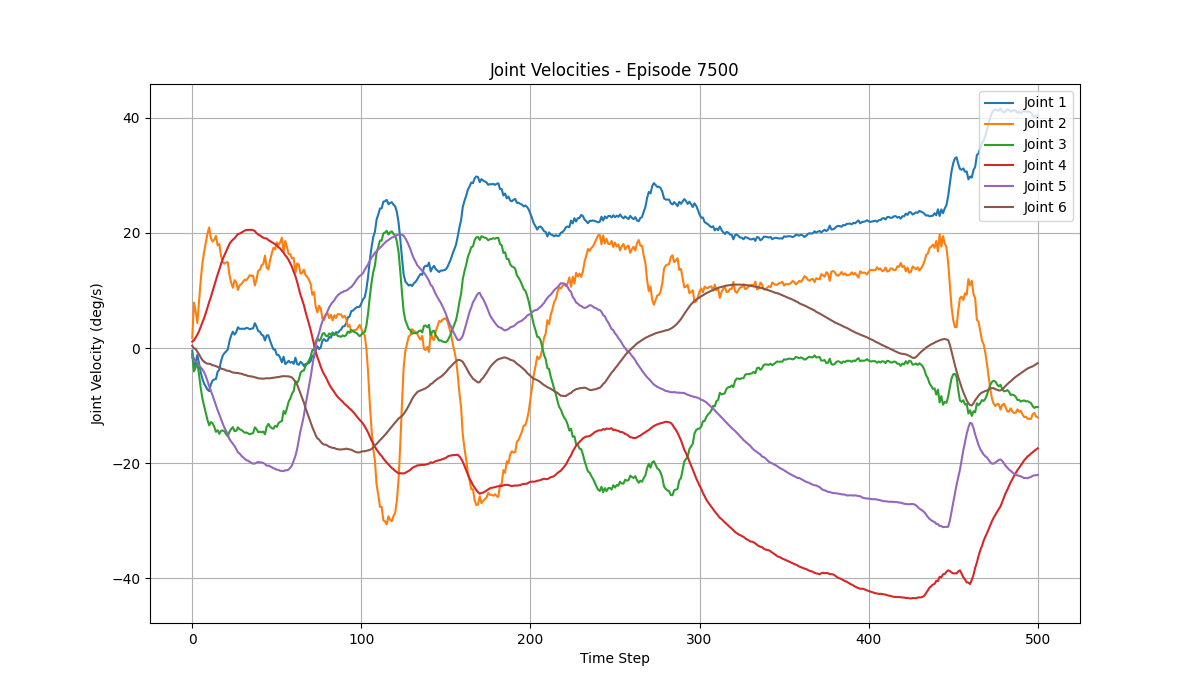 Joint Velocities - Episode 7500
Joint 1
Joint 2
Joint 3
Joint 4
Joint 5
Joint 6
Joint Velocity (deg/s)
40
20
0
−20
−40
0 100 200 300 400 500
Time Step